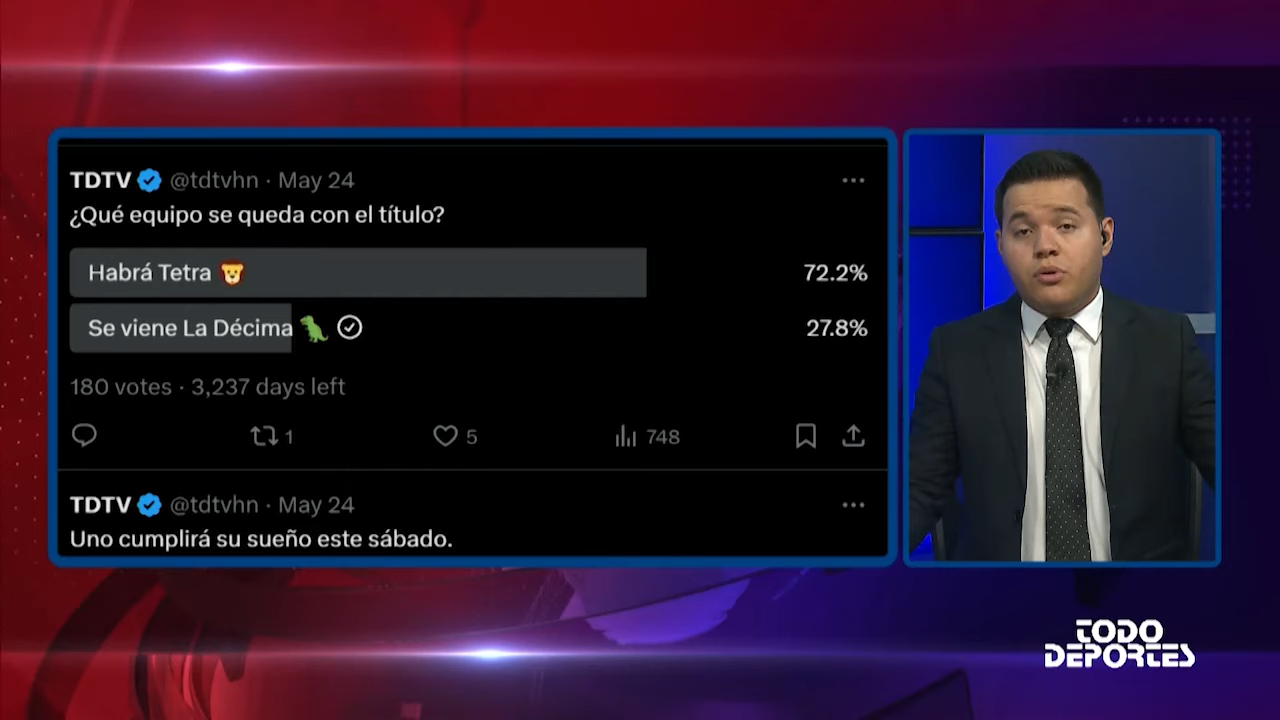 TDTV @tdtvhn · May 24
¿Qué equipo se queda con el título?
Habrá Tetra 🦁 72.2%
Se viene La Décima 🦖 27.8%
180 votes · 3,237 days left
1 5 748
TDTV @tdtvhn · May 24
Uno cumplirá su sueño este sábado.
TODO
DEPORTES